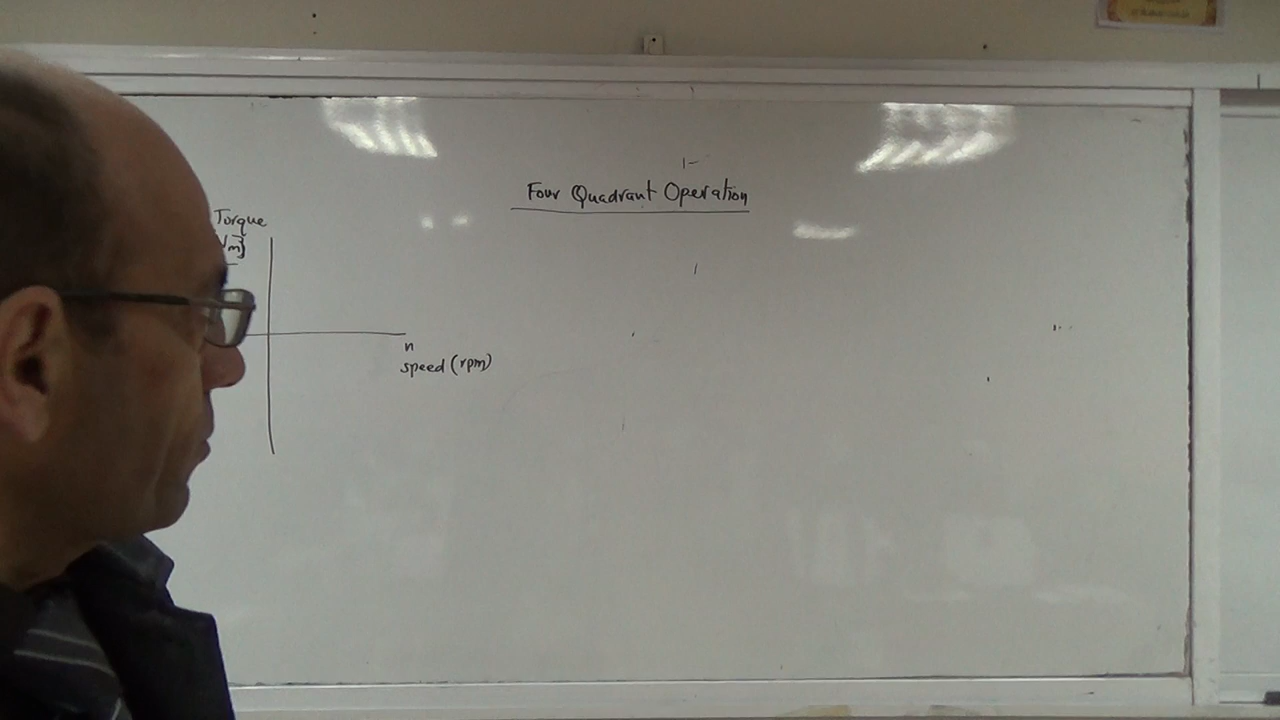 Four Quadrant Operation
Torque
m]
n
speed (rpm)